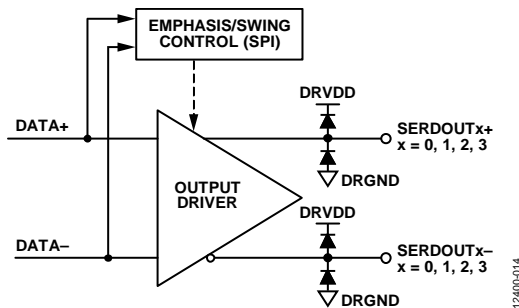 EMPHASIS/SWING
CONTROL (SPI)
DATA+
DRVDD
SERDOUTx+
x = 0, 1, 2, 3
DRGND
OUTPUT
DRIVER
DATA–
DRVDD
SERDOUTx–
x = 0, 1, 2, 3
DRGND
12400-014